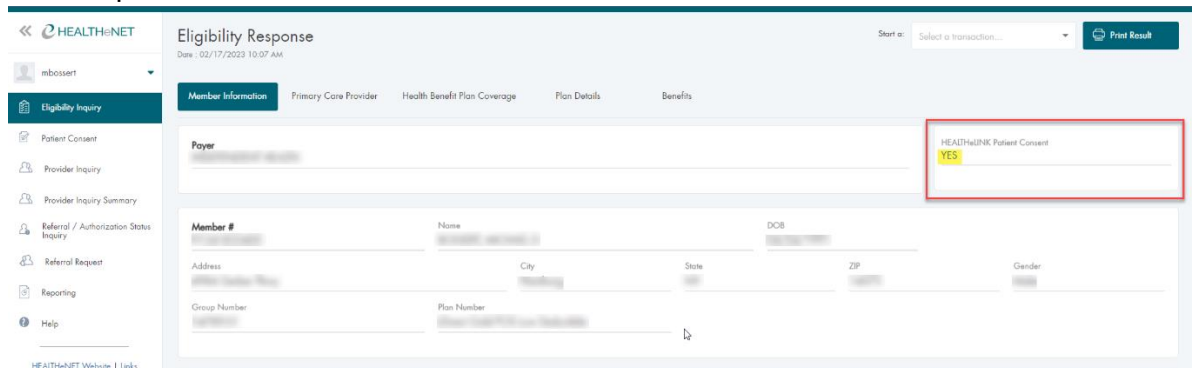 HEALTHeNET
mbossert
Eligibility Inquiry
Patient Consent
Provider Inquiry
Provider Inquiry Summary
Referral / Authorization Status
Inquiry
Referral Request
Reporting
Help
HEALTHeNET Website | Links
Eligibility Response
Date : 02/17/2023 10:07 AM
Start a: Select a transaction... Print Result
Member Information Primary Care Provider Health Benefit Plan Coverage Plan Details Benefits
Payer
HEALTHeLINK Patient Consent
YES
Member # Name DOB
Address City State ZIP Gender
Group Number Plan Number